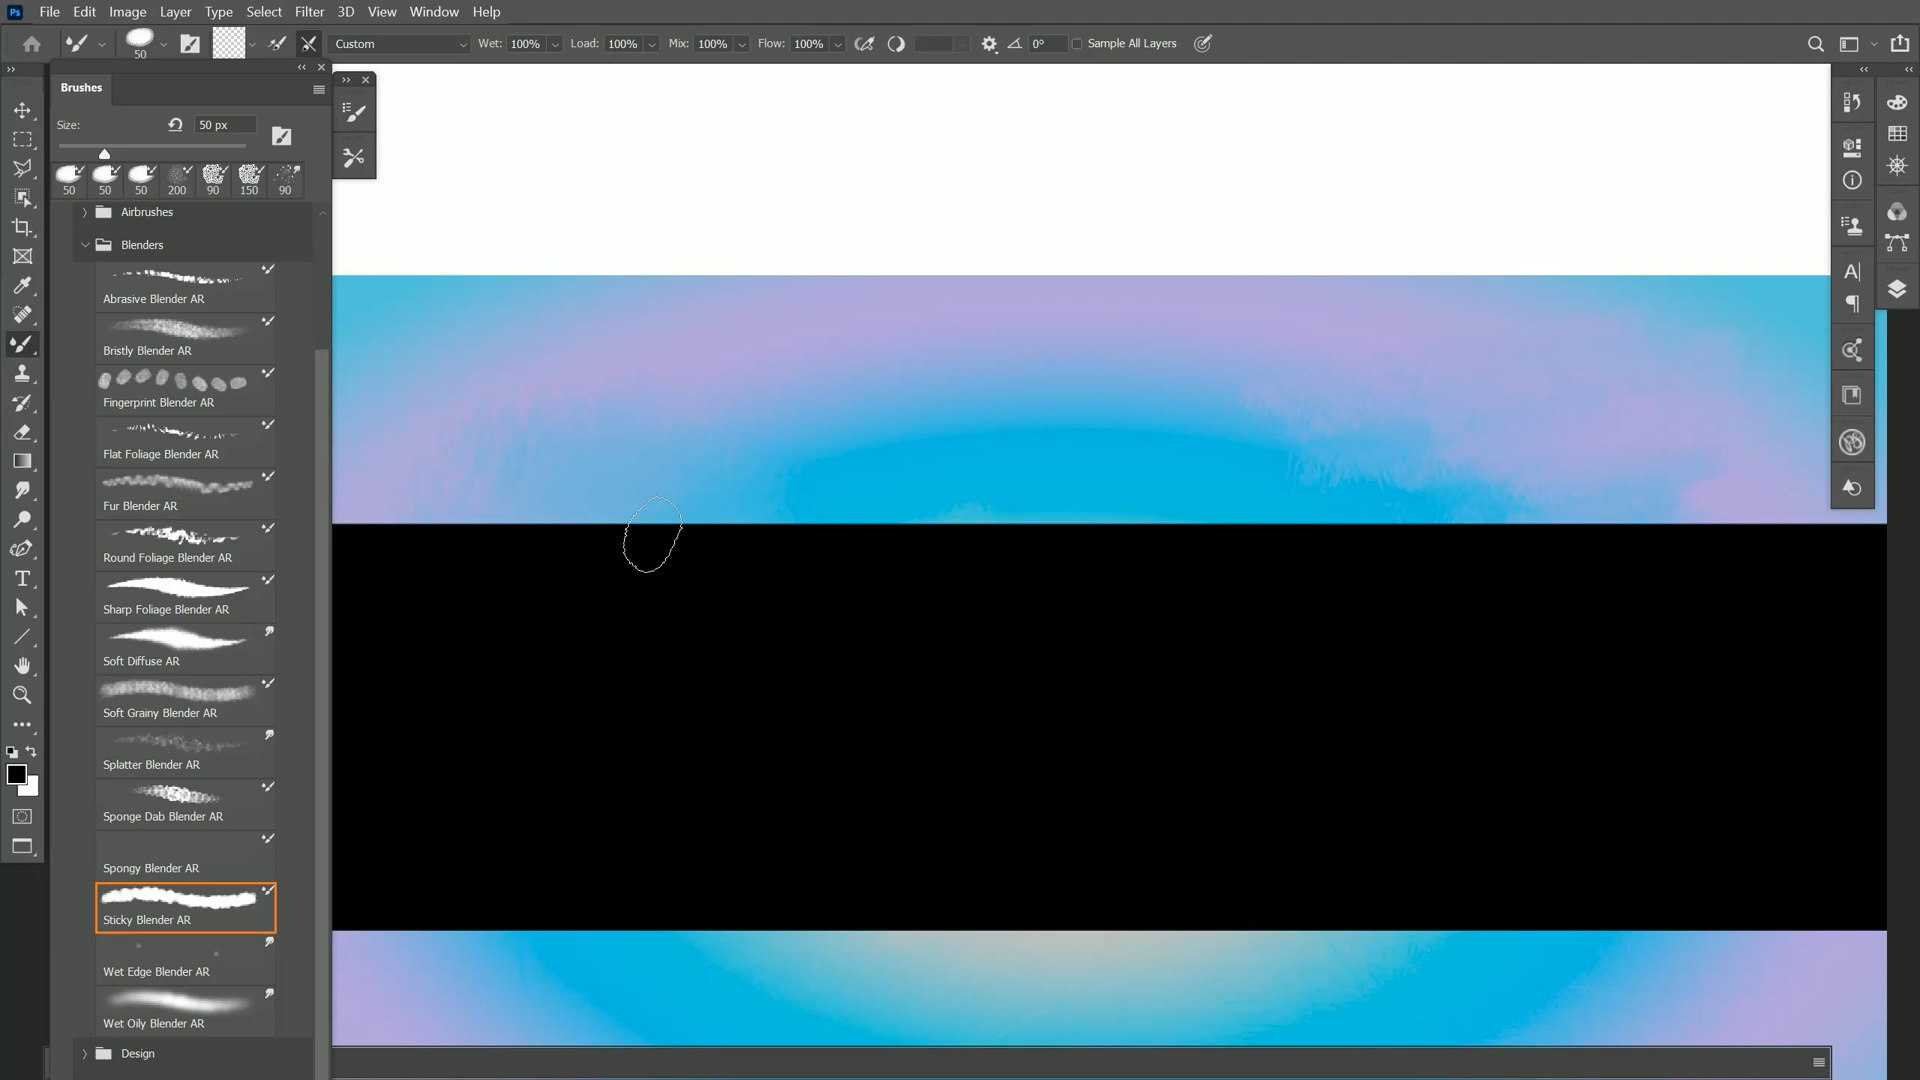 Ps File Edit Image Layer Type Select Filter 3D View Window Help
50 Custom Wet: 100% Load: 100% Mix: 100% Flow: 100% 0° Sample All Layers
Brushes
Size: 50 px
50 50 50 200 90 150 90
Airbrushes
Blenders
Abrasive Blender AR
Bristly Blender AR
Fingerprint Blender AR
Flat Foliage Blender AR
Fur Blender AR
Round Foliage Blender AR
Sharp Foliage Blender AR
Soft Diffuse AR
Soft Grainy Blender AR
Splatter Blender AR
Sponge Dab Blender AR
Spongy Blender AR
Sticky Blender AR
Wet Edge Blender AR
Wet Oily Blender AR
Design